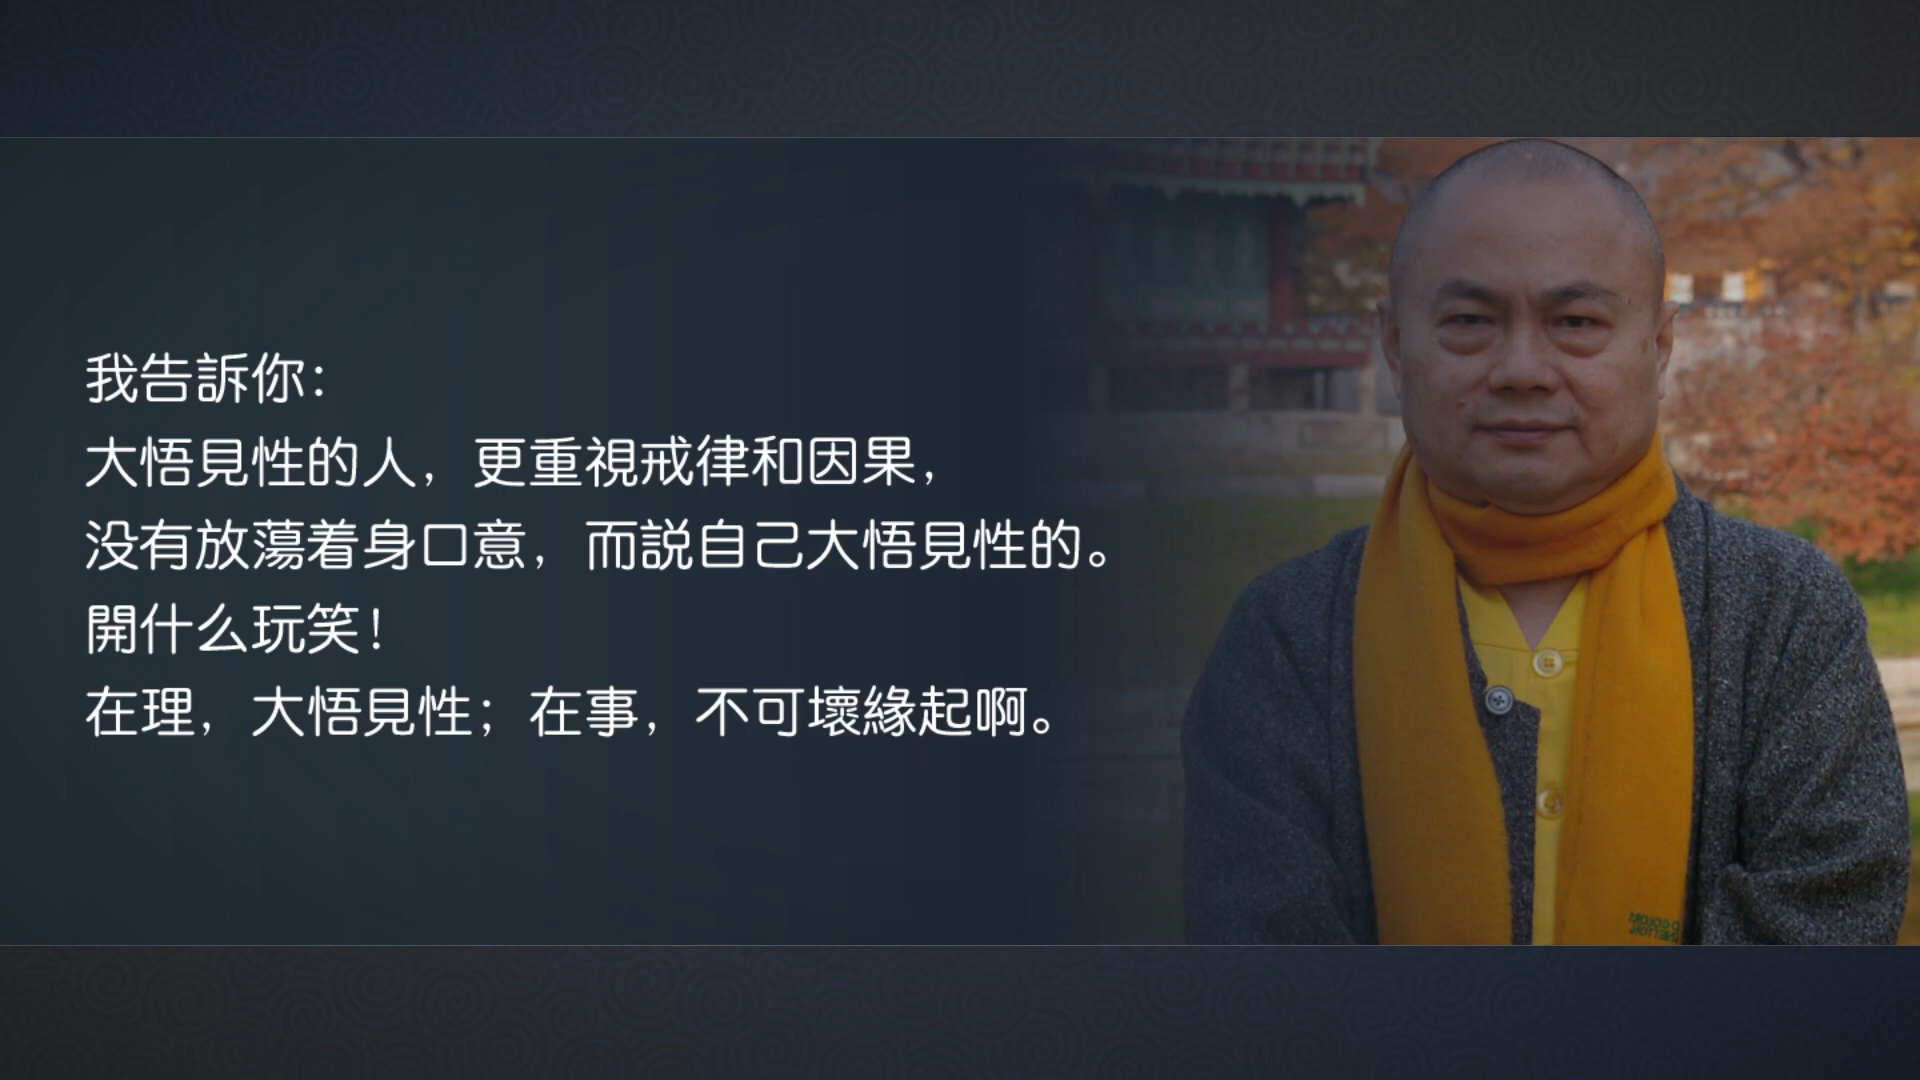 我告訴你：
大悟見性的人，更重視戒律和因果，
没有放蕩着身口意，而説自己大悟見性的。
開什么玩笑！
在理，大悟見性；在事，不可壞緣起啊。